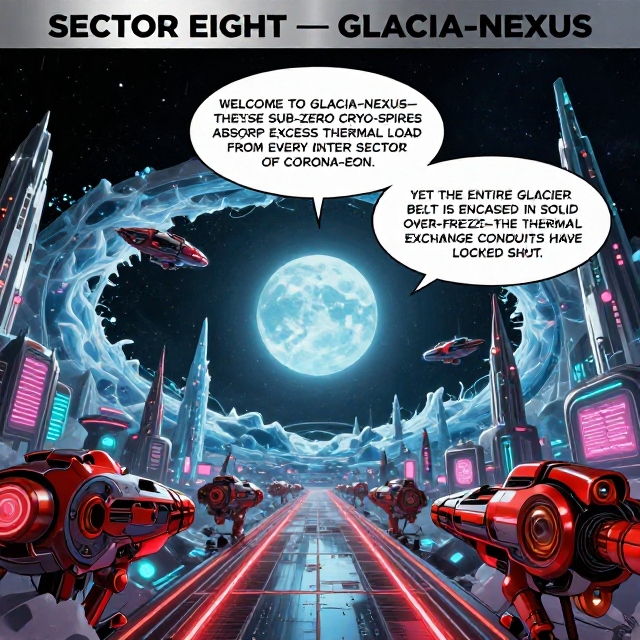 SECTOR EIGHT — GLACIA-NEXUS
WELCOME TO GLACIA-NEXUS—
THEYSE SUB-ZERO CRYO-SPIRES
ABSORP EXCESS THERMAL LOAD
FROM EVERY INTER SECTOR
OF CORONA-EON.
YET THE ENTIRE GLACIER
BELT IS ENCASED IN SOLID
OVER-FREEZE—THE THERMAL
EXCHANGE CONDUITS HAVE
LOCKED SHUT.